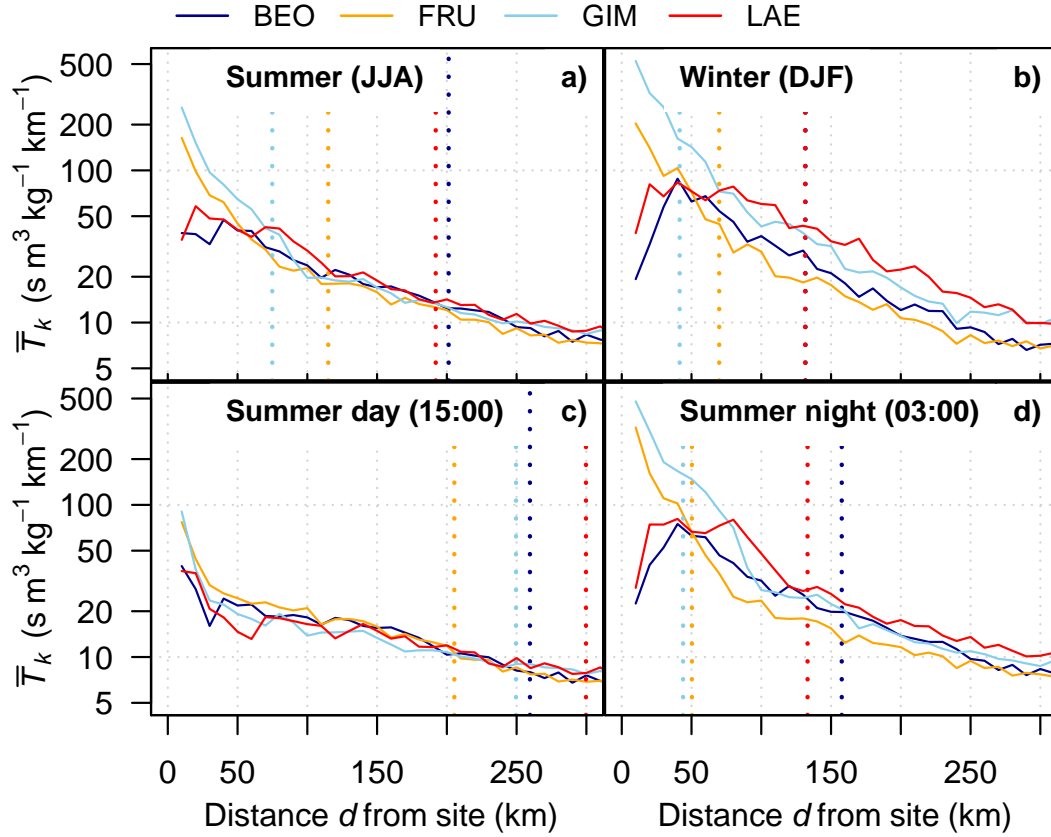 BEO FRU GIM LAE
Summer (JJA) a)
Winter (DJF) b)
500
200
100
50
20
10
5
T̿k (s m³ kg⁻¹ km⁻¹)
Summer day (15:00) c)
Summer night (03:00) d)
500
200
100
50
20
10
5
T̿k (s m³ kg⁻¹ km⁻¹)
0 50 150 250
0 50 150 250
Distance d from site (km)
Distance d from site (km)